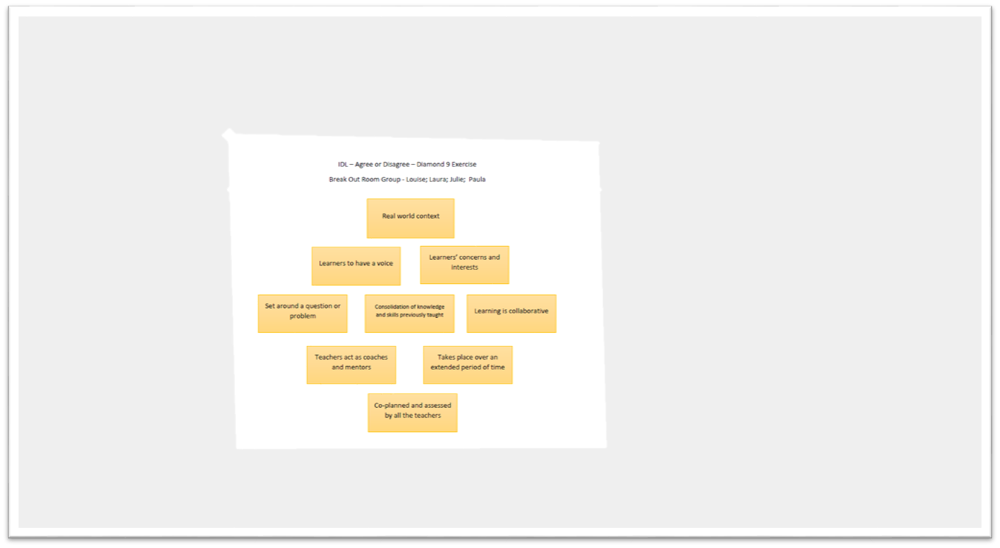 IDL – Agree or Disagree – Diamond 9 Exercise
Break Out Room Group - Louise; Laura; Julie; Paula
Real world context
Learners to have a voice
Learners' concerns and
interests
Set around a question or
problem
Consolidation of knowledge
and skills previously taught
Learning is collaborative
Teachers act as coaches
and mentors
Takes place over an
extended period of time
Co-planned and assessed
by all the teachers